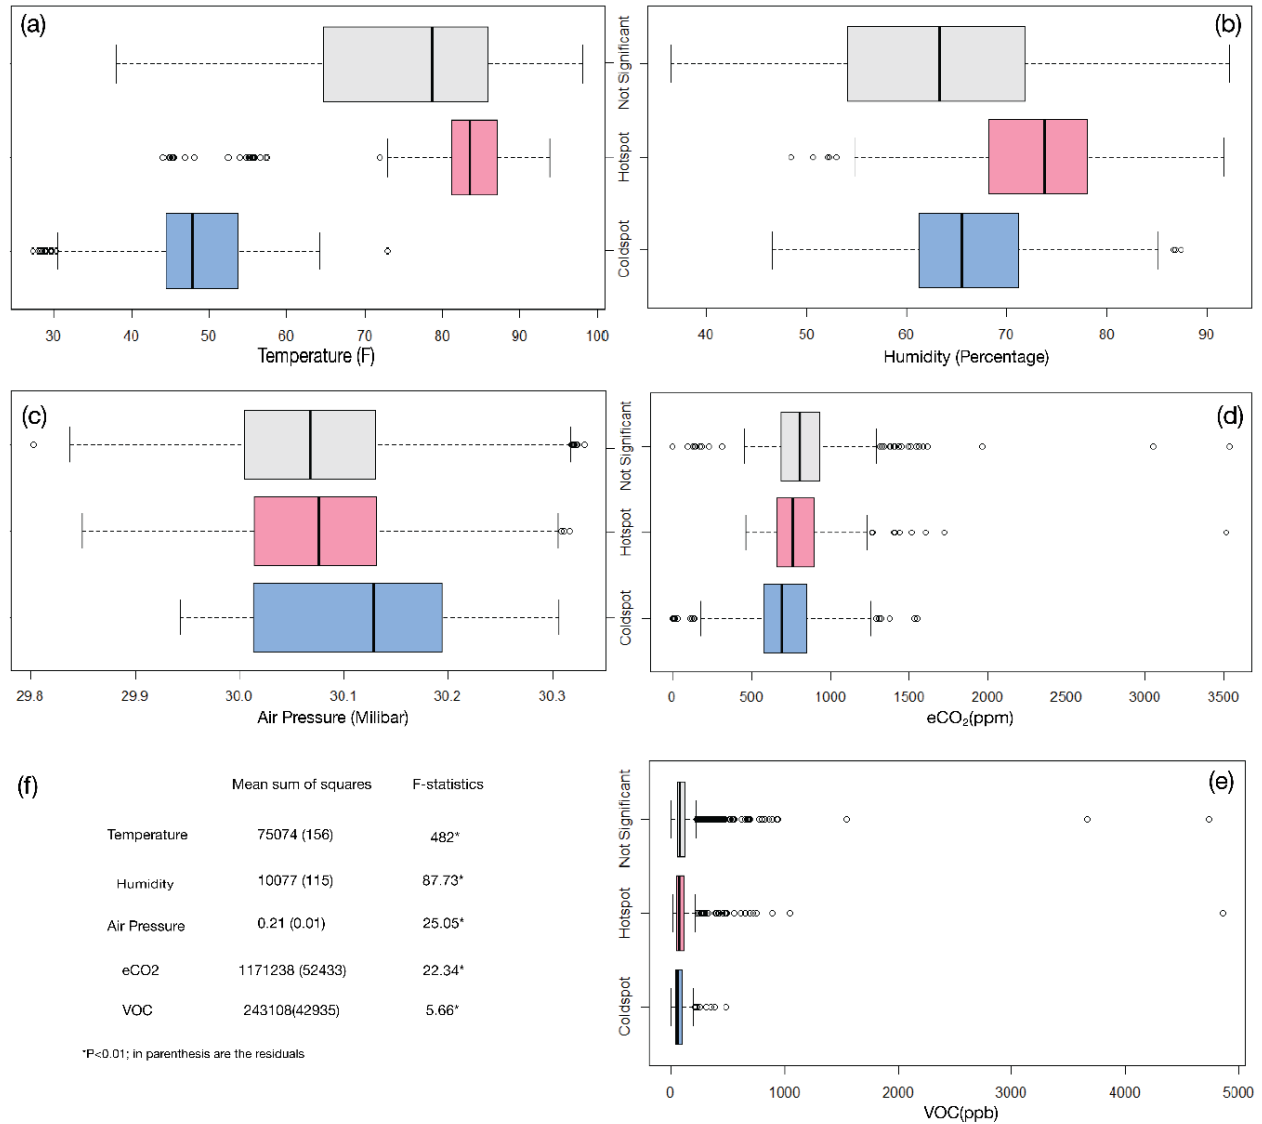 (a)
Not Significant
Hotspot
Coldspot
30 40 50 60 70 80 90 100
Temperature (F)
(b)
40 50 60 70 80 90
Humidity (Percentage)
(c)
Not Significant
Hotspot
Coldspot
29.8 29.9 30.0 30.1 30.2 30.3
Air Pressure (Milibar)
(d)
0 500 1000 1500 2000 2500 3000 3500
eCO₂(ppm)
(f)
Mean sum of squares F-statistics
Temperature 75074 (156) 482*
Humidity 10077 (115) 87.73*
Air Pressure 0.21 (0.01) 25.05*
eCO2 1171238 (52433) 22.34*
VOC 243108(42935) 5.66*
*P<0.01; in parenthesis are the residuals
(e)
Not Significant
Hotspot
Coldspot
0 1000 2000 3000 4000 5000
VOC(ppb)